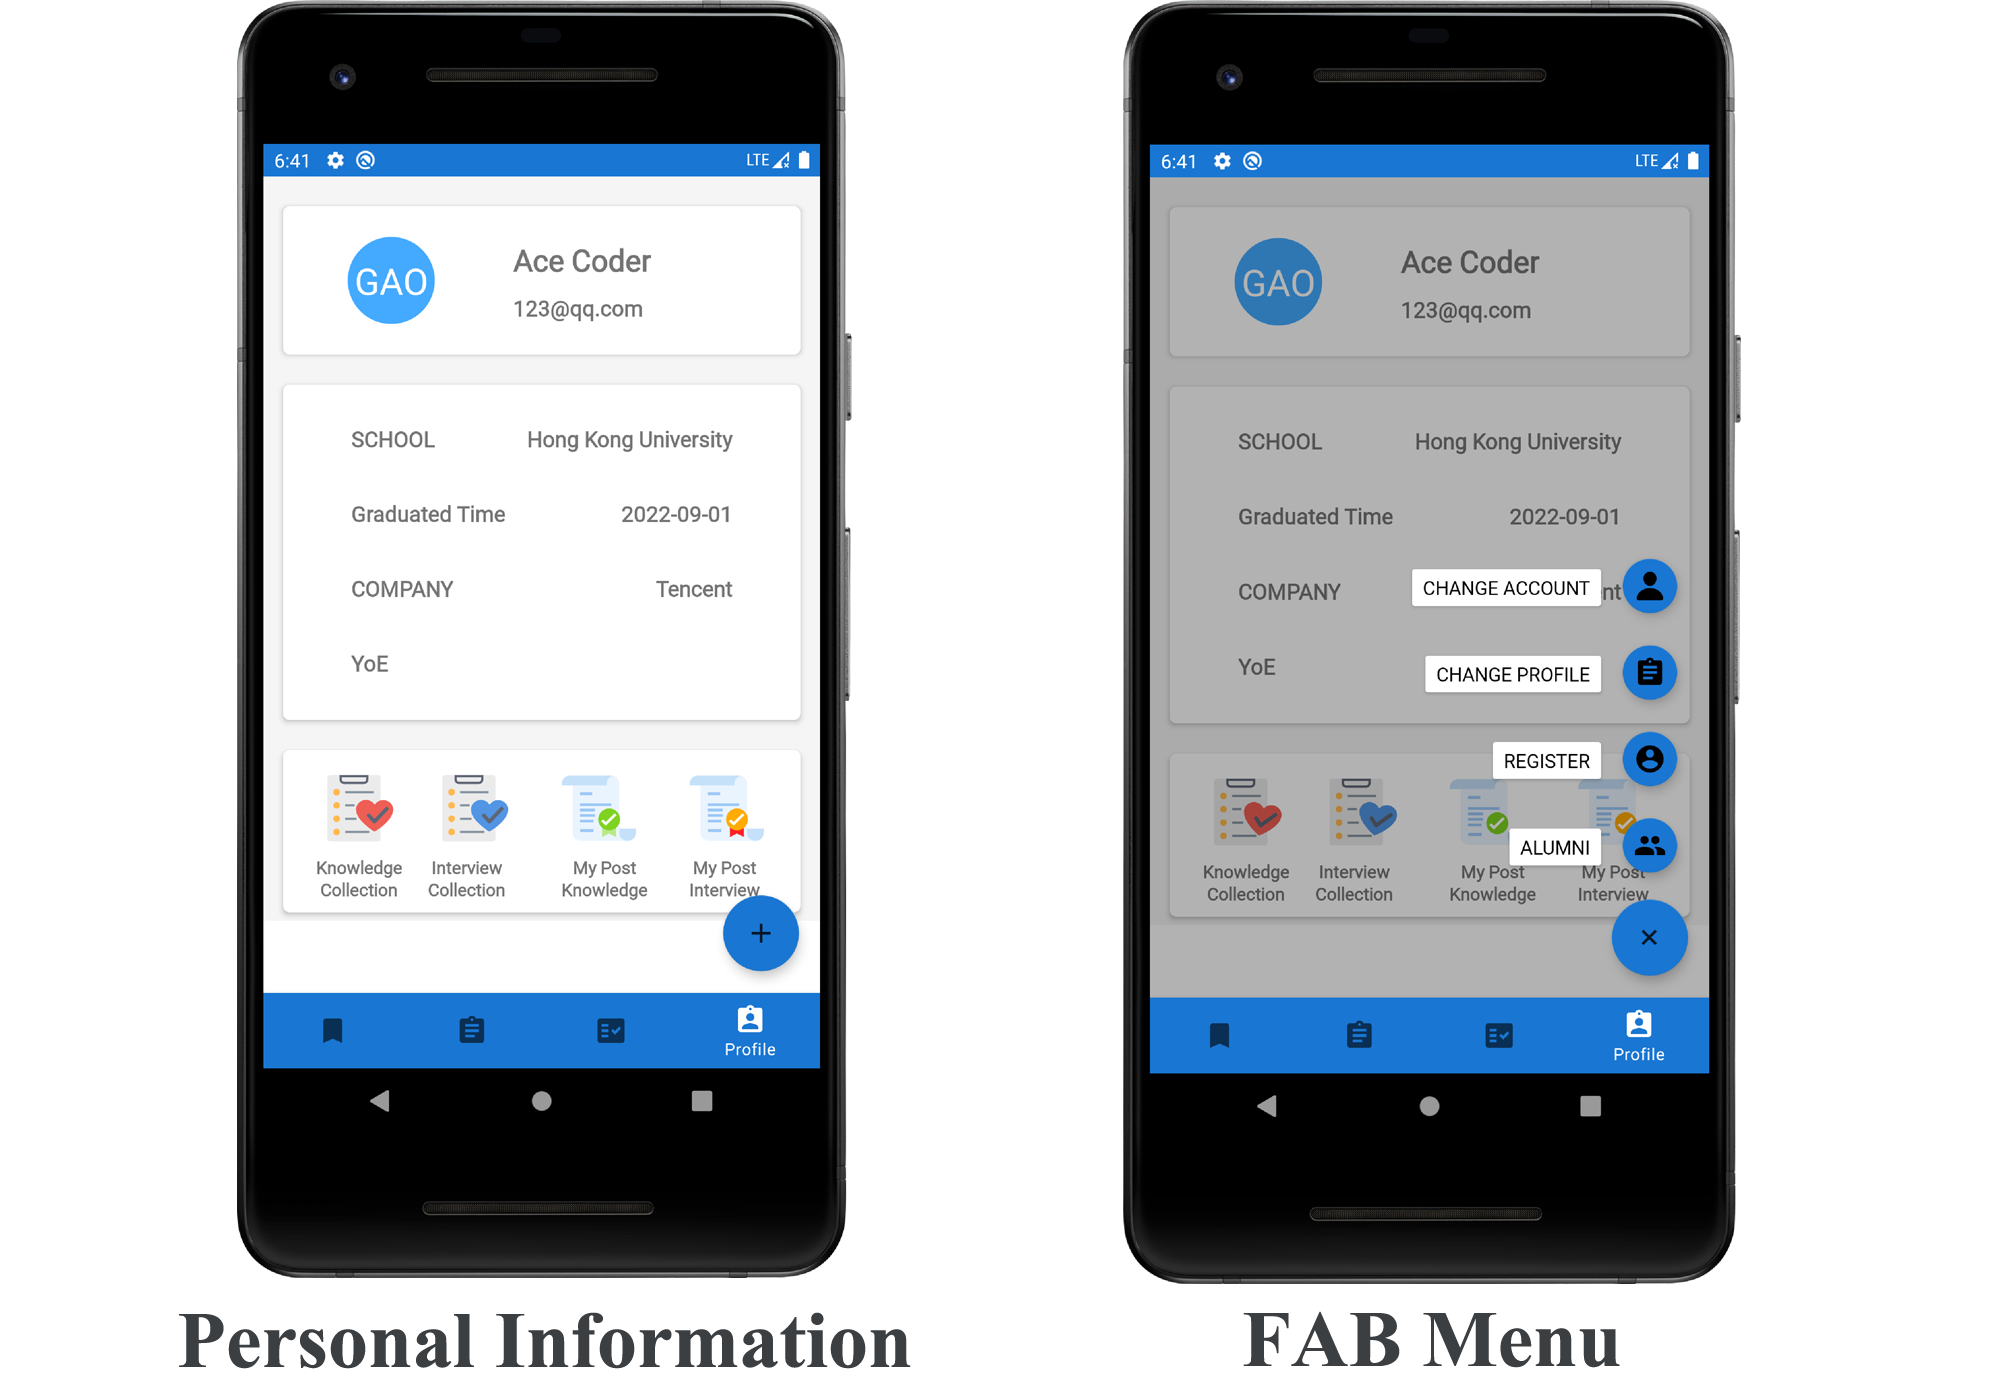 6:41 LTE
GAO
Ace Coder
123@qq.com
SCHOOL Hong Kong University
Graduated Time 2022-09-01
COMPANY Tencent
YoE
Knowledge Collection
Interview Collection
My Post Knowledge
My Post Interview
Profile
Personal Information
6:41 LTE
GAO
Ace Coder
123@qq.com
SCHOOL Hong Kong University
Graduated Time 2022-09-01
COMPANY nt
CHANGE ACCOUNT
YoE
CHANGE PROFILE
REGISTER
ALUMNI
Knowledge Collection
Interview Collection
My Post Knowledge
My Post Interview
Profile
FAB Menu